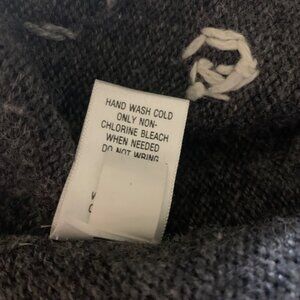 HAND WASH COLD
ONLY NON-
CHLORINE BLEACH
WHEN NEEDED
DO NOT WRING